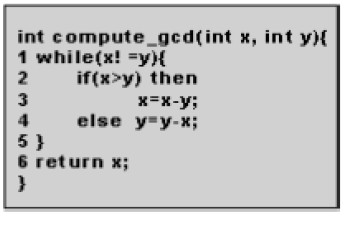 int compute_gcd(int x, int y){
1 while(x! =y){
2 if(x>y) then
3 x=x-y;
4 else y=y-x;
5 }
6 return x;
}